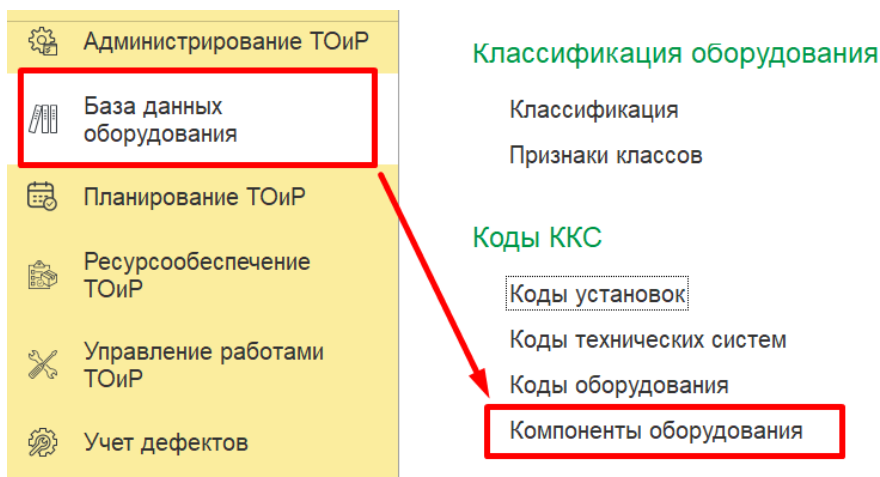 Администрирование ТОиР
База данных
оборудования
Планирование ТОиР
Ресурсообеспечение
ТОиР
Управление работами
ТОиР
Учет дефектов
Классификация оборудования
Классификация
Признаки классов
Коды ККС
Коды установок
Коды технических систем
Коды оборудования
Компоненты оборудования